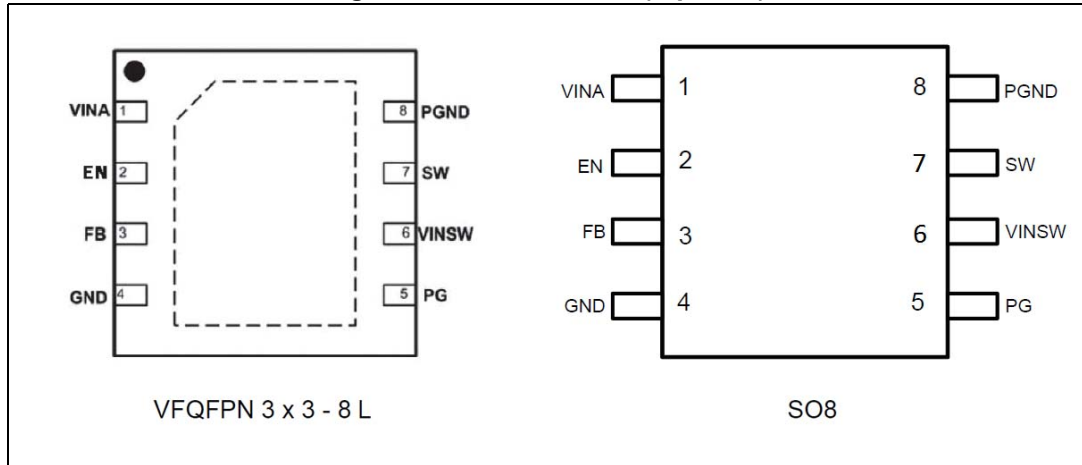 VINA 1
EN 2
FB 3
GND 4
8 PGND
7 SW
6 VINSW
5 PG
VFQFPN 3 x 3 - 8 L
VINA 1
EN 2
FB 3
GND 4
8 PGND
7 SW
6 VINSW
5 PG
SO8